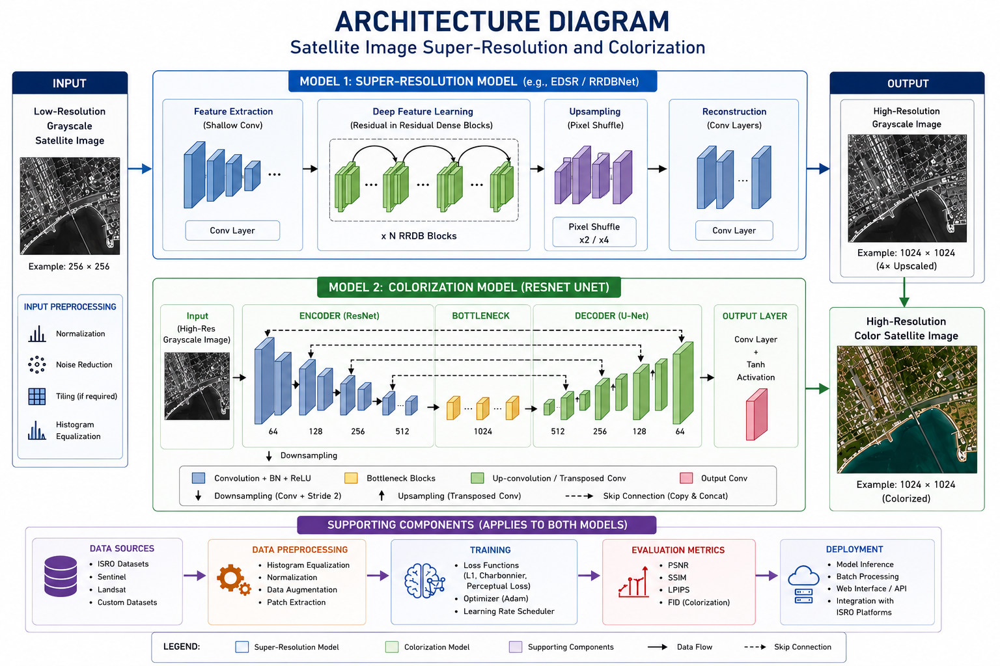 ARCHITECTURE DIAGRAM
Satellite Image Super-Resolution and Colorization
INPUT
Low-Resolution
Grayscale
Satellite Image
Example: 256 × 256
INPUT PREPROCESSING
Normalization
Noise Reduction
Tiling (if required)
Histogram
Equalization
MODEL 1: SUPER-RESOLUTION MODEL (e.g., EDSR / RRDBNet)
Feature Extraction
(Shallow Conv)
...
Conv Layer
Deep Feature Learning
(Residual in Residual Dense Blocks)
... ... ...
x N RRDB Blocks
Upsampling
(Pixel Shuffle)
Pixel Shuffle
x2 / x4
Reconstruction
(Conv Layers)
...
Conv Layer
OUTPUT
High-Resolution
Grayscale Image
Example: 1024 × 1024
(4× Upscaled)
MODEL 2: COLORIZATION MODEL (RESNET UNET)
Input
(High-Res
Grayscale Image)
ENCODER (ResNet)
64 128 256 512
BOTTLENECK
... ...
1024
DECODER (U-Net)
512 256 128 64
OUTPUT LAYER
Conv Layer
+
Tanh
Activation
Downsampling
Convolution + BN + ReLU
Bottleneck Blocks
Up-convolution / Transposed Conv
Output Conv
Downsampling (Conv + Stride 2)
Upsampling (Transposed Conv)
Skip Connection (Copy & Concat)
High-Resolution
Color Satellite Image
Example: 1024 × 1024
(Colorized)
SUPPORTING COMPONENTS (APPLIES TO BOTH MODELS)
DATA SOURCES
• ISRO Datasets
• Sentinel
• Landsat
• Custom Datasets
DATA PREPROCESSING
• Histogram Equalization
• Normalization
• Data Augmentation
• Patch Extraction
TRAINING
• Loss Functions
(L1, Charbonnier,
Perceptual Loss)
• Optimizer (Adam)
• Learning Rate Scheduler
EVALUATION METRICS
• PSNR
• SSIM
• LPIPS
• FID (Colorization)
DEPLOYMENT
• Model Inference
• Batch Processing
• Web Interface / API
• Integration with
ISRO Platforms
LEGEND:
Super-Resolution Model
Colorization Model
Supporting Components
Data Flow
Skip Connection